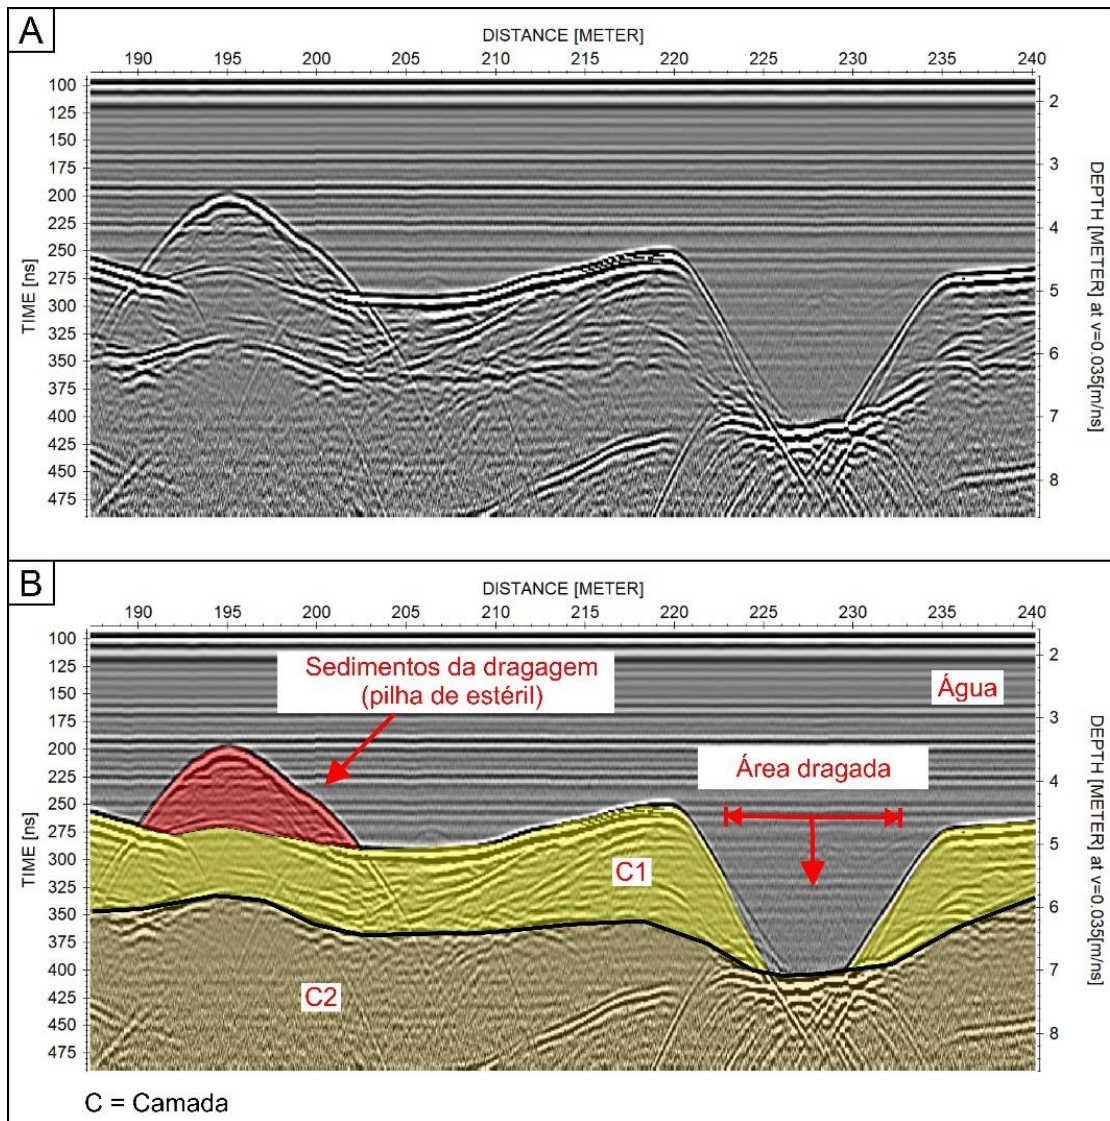 A
DISTANCE [METER]
190 195 200 205 210 215 220 225 230 235 240
TIME [ns]
100
125
150
175
200
225
250
275
300
325
350
375
400
425
450
475
2
3
4
5
6
7
8
DEPTH [METER] at v=0.035[m/ns]
B
DISTANCE [METER]
190 195 200 205 210 215 220 225 230 235 240
TIME [ns]
100
125
150
175
200
225
250
275
300
325
350
375
400
425
450
475
Sedimentos da dragagem
(pilha de estéril)
Água
Área dragada
C1
C2
2
3
4
5
6
7
8
DEPTH [METER] at v=0.035[m/ns]
C = Camada